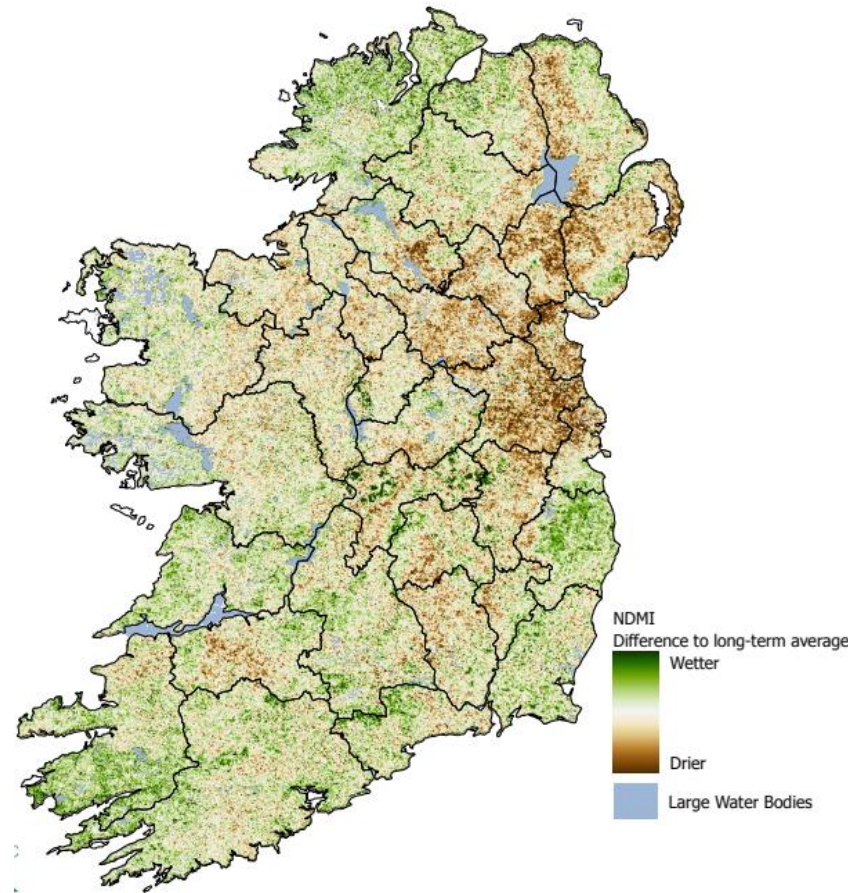 NDMI
Difference to long-term average
Wetter
Drier
Large Water Bodies